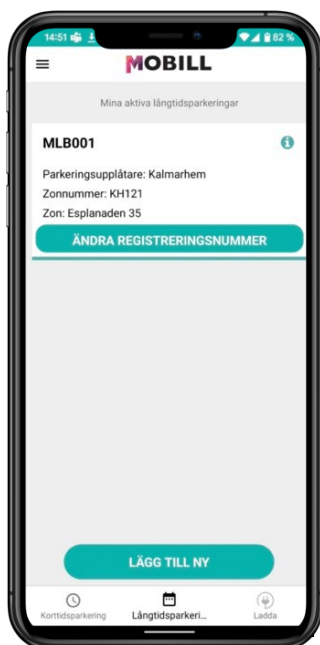 14:51 82 %
MOBILL
Mina aktiva långtidsparkeringar
MLB001
Parkeringsupplåtare: Kalmarhem
Zonnummer: KH121
Zon: Esplanaden 35
ÄNDRA REGISTRERINGSNUMMER
LÄGG TILL NY
Korttidsparkering Långtidsparkeri... Ladda